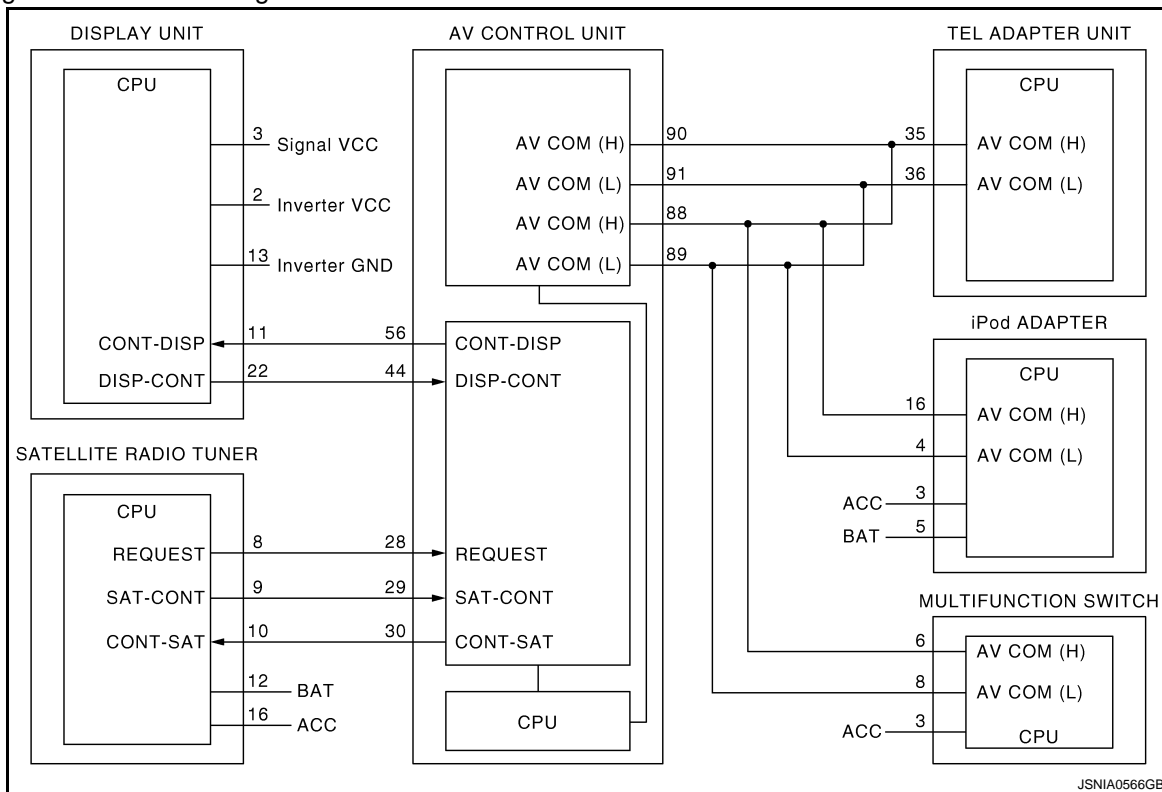 DISPLAY UNIT
CPU
3 Signal VCC
2 Inverter VCC
13 Inverter GND
CONT-DISP 11
DISP-CONT 22
SATELLITE RADIO TUNER
CPU
REQUEST 8
SAT-CONT 9
CONT-SAT 10
12 BAT
16 ACC
AV CONTROL UNIT
AV COM (H) 90
AV COM (L) 91
AV COM (H) 88
AV COM (L) 89
56 CONT-DISP
44 DISP-CONT
28 REQUEST
29 SAT-CONT
30 CONT-SAT
CPU
TEL ADAPTER UNIT
CPU
35 AV COM (H)
36 AV COM (L)
iPod ADAPTER
CPU
16 AV COM (H)
4 AV COM (L)
ACC 3
BAT 5
MULTIFUNCTION SWITCH
6 AV COM (H)
8 AV COM (L)
ACC 3
CPU
JSNIA0566GB